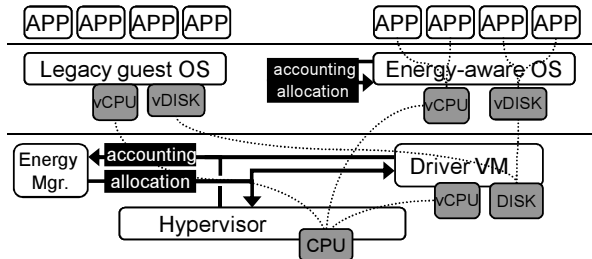 APP APP APP APP APP APP APP APP
Legacy guest OS
accounting
allocation
Energy-aware OS
vCPU vDISK
vCPU vDISK
Energy
Mgr.
accounting
allocation
Driver VM
vCPU DISK
Hypervisor
CPU